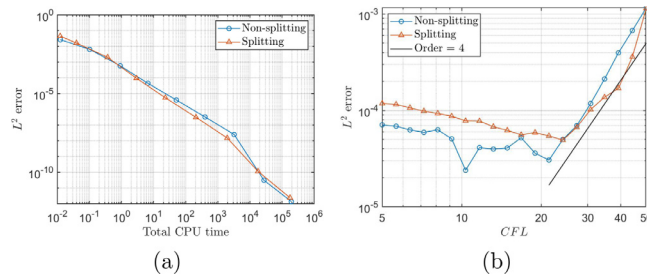 10^0
10^-5
10^-10
L^2 error
Non-splitting
Splitting
10^-2 10^-1 10^0 10^1 10^2 10^3 10^4 10^5 10^6
Total CPU time
(a)
10^-3
10^-4
10^-5
L^2 error
Non-splitting
Splitting
Order = 4
5 10 20 30 40 50
CFL
(b)